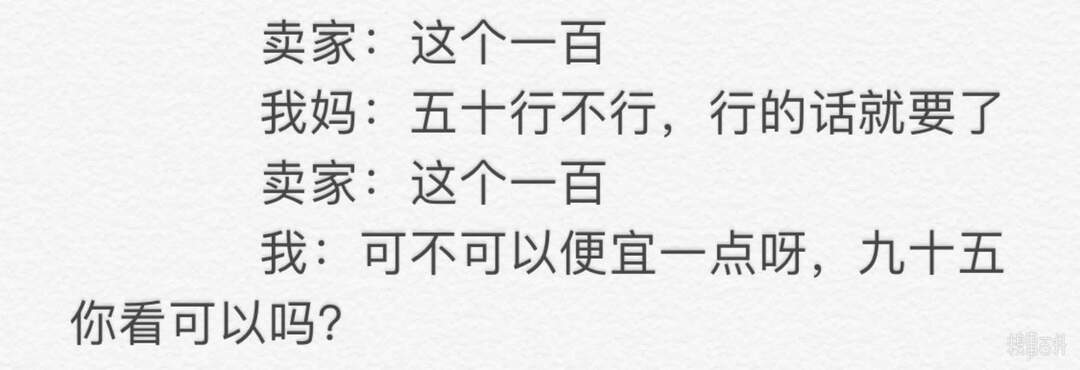 卖家：这个一百
我妈：五十行不行，行的话就要了
卖家：这个一百
我：可不可以便宜一点呀，九十五
你看可以吗？